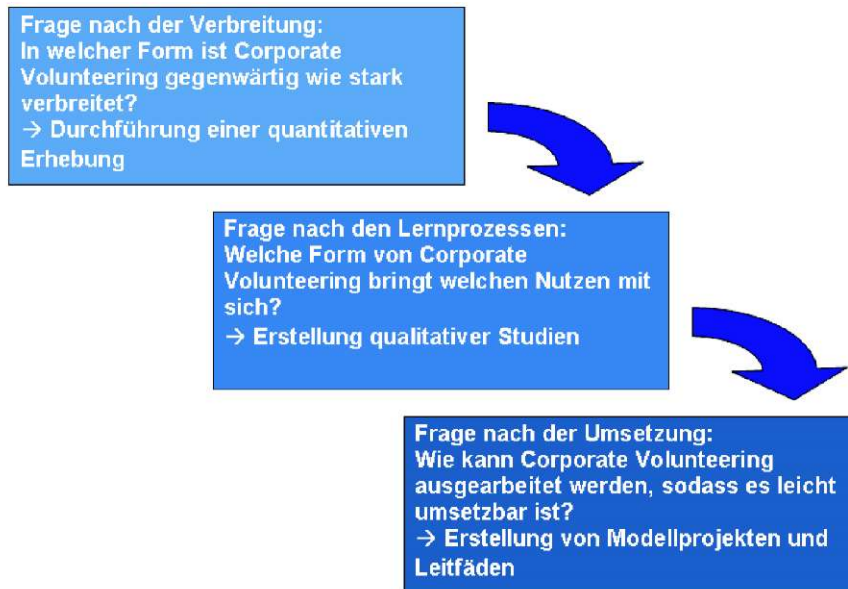 Frage nach der Verbreitung:
In welcher Form ist Corporate
Volunteering gegenwärtig wie stark
verbreitet?
→ Durchführung einer quantitativen
Erhebung
Frage nach den Lernprozessen:
Welche Form von Corporate
Volunteering bringt welchen Nutzen mit
sich?
→ Erstellung qualitativer Studien
Frage nach der Umsetzung:
Wie kann Corporate Volunteering
ausgearbeitet werden, sodass es leicht
umsetzbar ist?
→ Erstellung von Modellprojekten und
Leitfäden